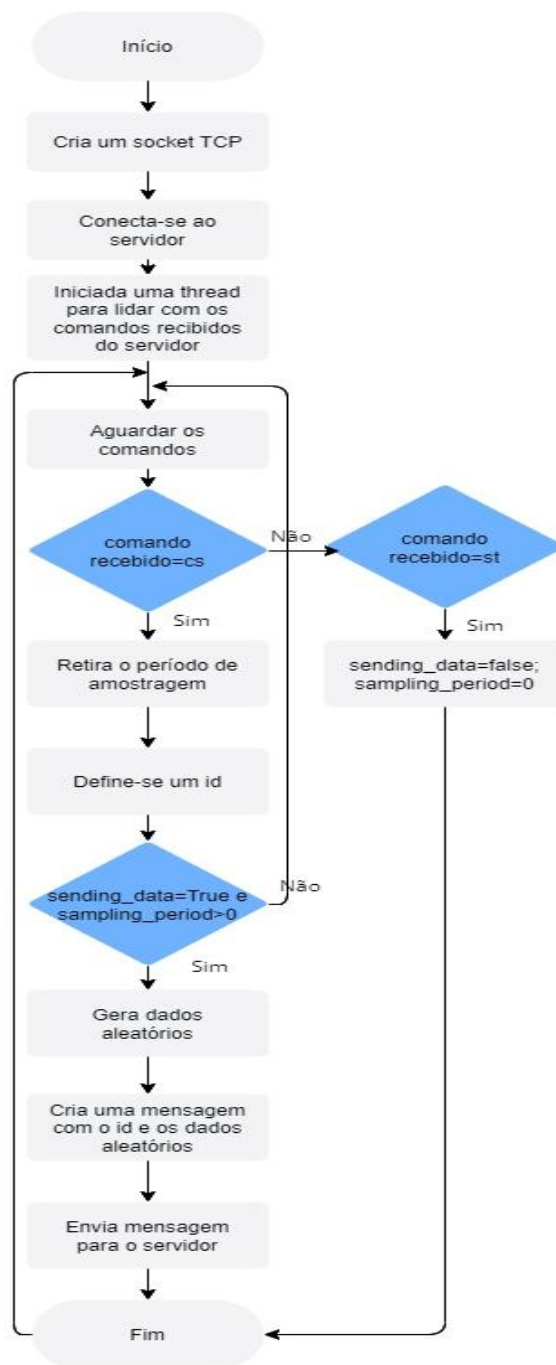 Início
Cria um socket TCP
Conecta-se ao
servidor
Iniciada uma thread
para lidar com os
comandos recibidos
do servidor
Aguardar os
comandos
comando
recebido=cs
Não
comando
recebido=st
Sim
Sim
Retira o período de
amostragem
sending_data=false;
sampling_period=0
Define-se um id
sending_data=True e
sampling_period>0
Não
Sim
Gera dados
aleatórios
Cria uma mensagem
com o id e os dados
aleatórios
Envia mensagem
para o servidor
Fim